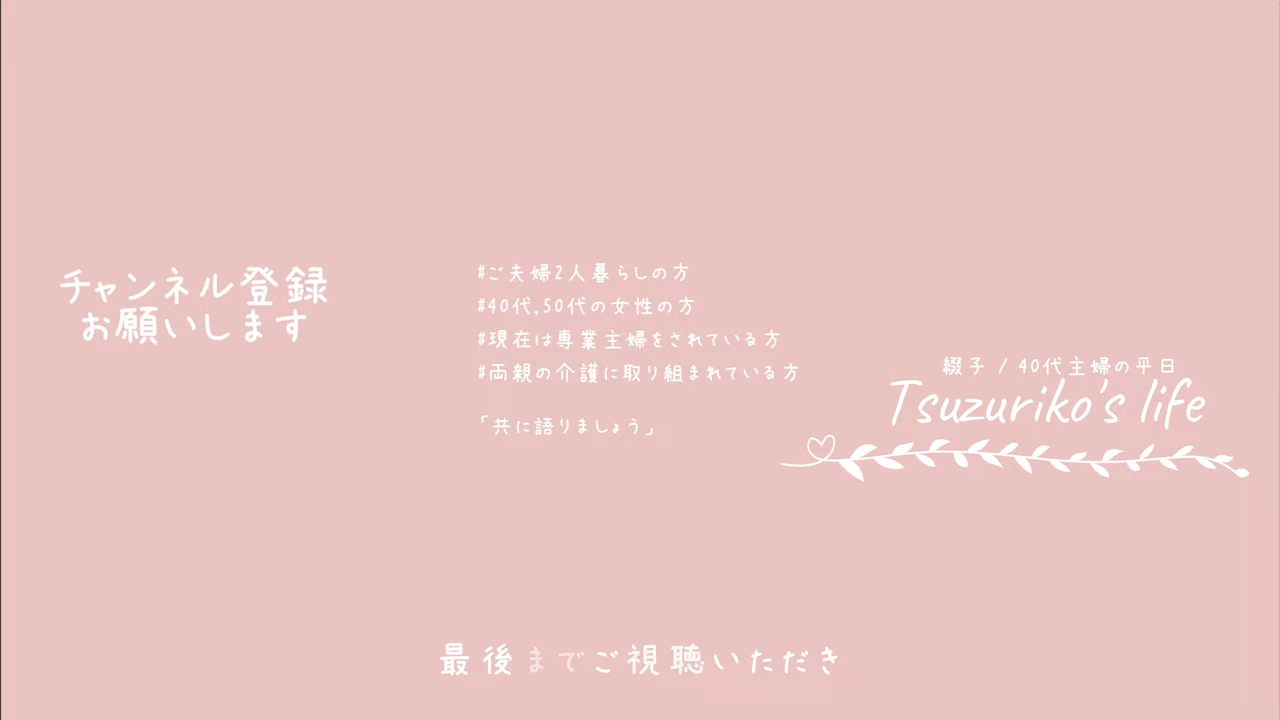 チャンネル登録
お願いします
#ご夫婦2人暮らしの方
#40代,50代の女性の方
#現在は専業主婦をされている方
#両親の介護に取り組まれている方
「共に語りましょう」
綴子 / 40代主婦の平日
Tsuzuriko's life
最後までご視聴いただき